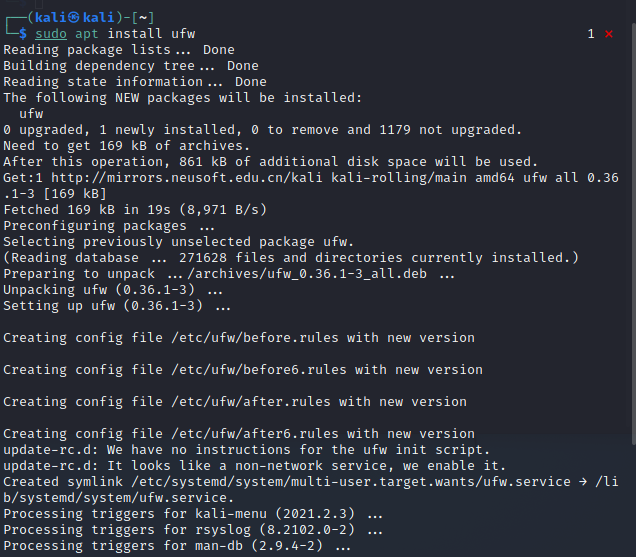 ┌──(kali㉿kali)-[~]
└─$ sudo apt install ufw 1 ⨯
Reading package lists... Done
Building dependency tree... Done
Reading state information... Done
The following NEW packages will be installed:
  ufw
0 upgraded, 1 newly installed, 0 to remove and 1179 not upgraded.
Need to get 169 kB of archives.
After this operation, 861 kB of additional disk space will be used.
Get:1 http://mirrors.neusoft.edu.cn/kali kali-rolling/main amd64 ufw all 0.36
.1-3 [169 kB]
Fetched 169 kB in 19s (8,971 B/s)
Preconfiguring packages ...
Selecting previously unselected package ufw.
(Reading database ... 271628 files and directories currently installed.)
Preparing to unpack .../archives/ufw_0.36.1-3_all.deb ...
Unpacking ufw (0.36.1-3) ...
Setting up ufw (0.36.1-3) ...

Creating config file /etc/ufw/before.rules with new version

Creating config file /etc/ufw/before6.rules with new version

Creating config file /etc/ufw/after.rules with new version

Creating config file /etc/ufw/after6.rules with new version
update-rc.d: We have no instructions for the ufw init script.
update-rc.d: It looks like a non-network service, we enable it.
Created symlink /etc/systemd/system/multi-user.target.wants/ufw.service → /li
b/systemd/system/ufw.service.
Processing triggers for kali-menu (2021.2.3) ...
Processing triggers for rsyslog (8.2102.0-2) ...
Processing triggers for man-db (2.9.4-2) ...